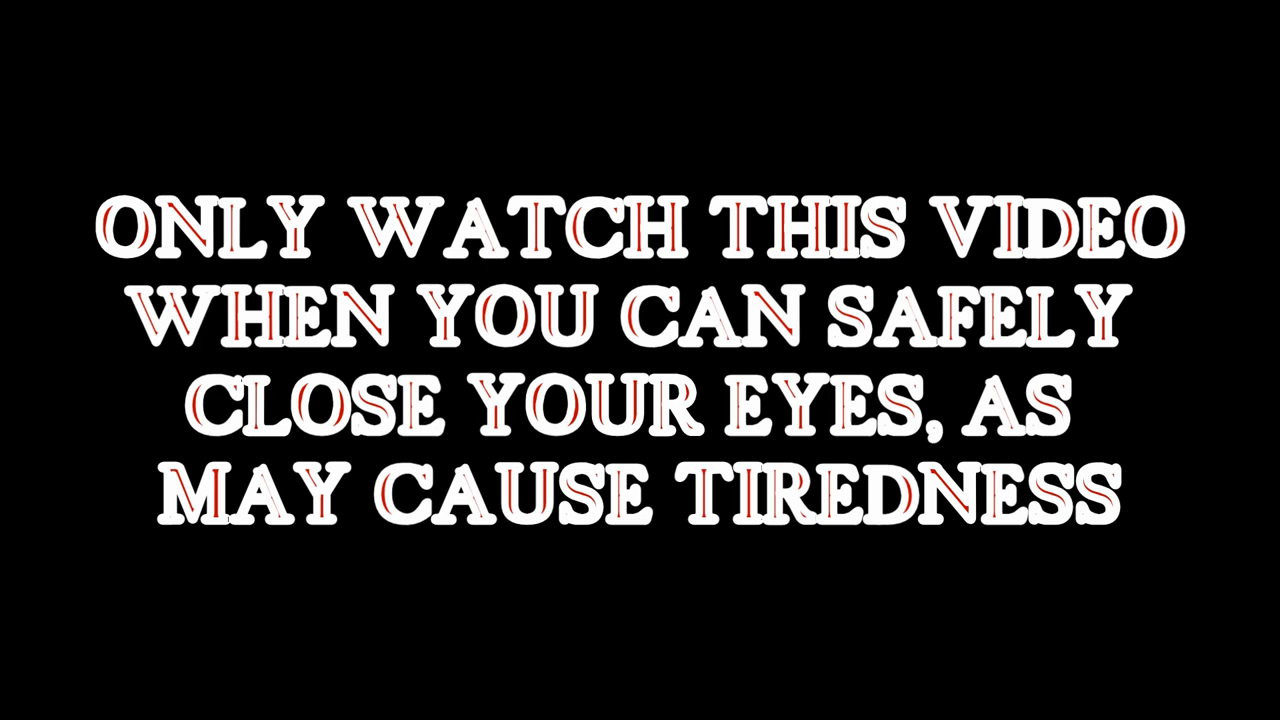 ONLY WATCH THIS VIDEO
WHEN YOU CAN SAFELY
CLOSE YOUR EYES, AS
MAY CAUSE TIREDNESS